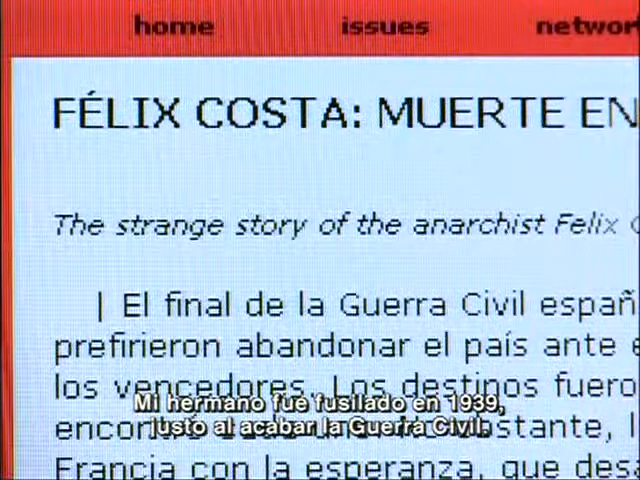 home issues networ
FÉLIX COSTA: MUERTE EN
The strange story of the anarchist Felix
| El final de la Guerra Civil españ
prefirieron abandonar el país ante
los vencedores. Los destinos fuero
Mi hermano fue fusilado en 1939,
justo al acabar la Guerra Civil.
Francia con la esperanza, que desa